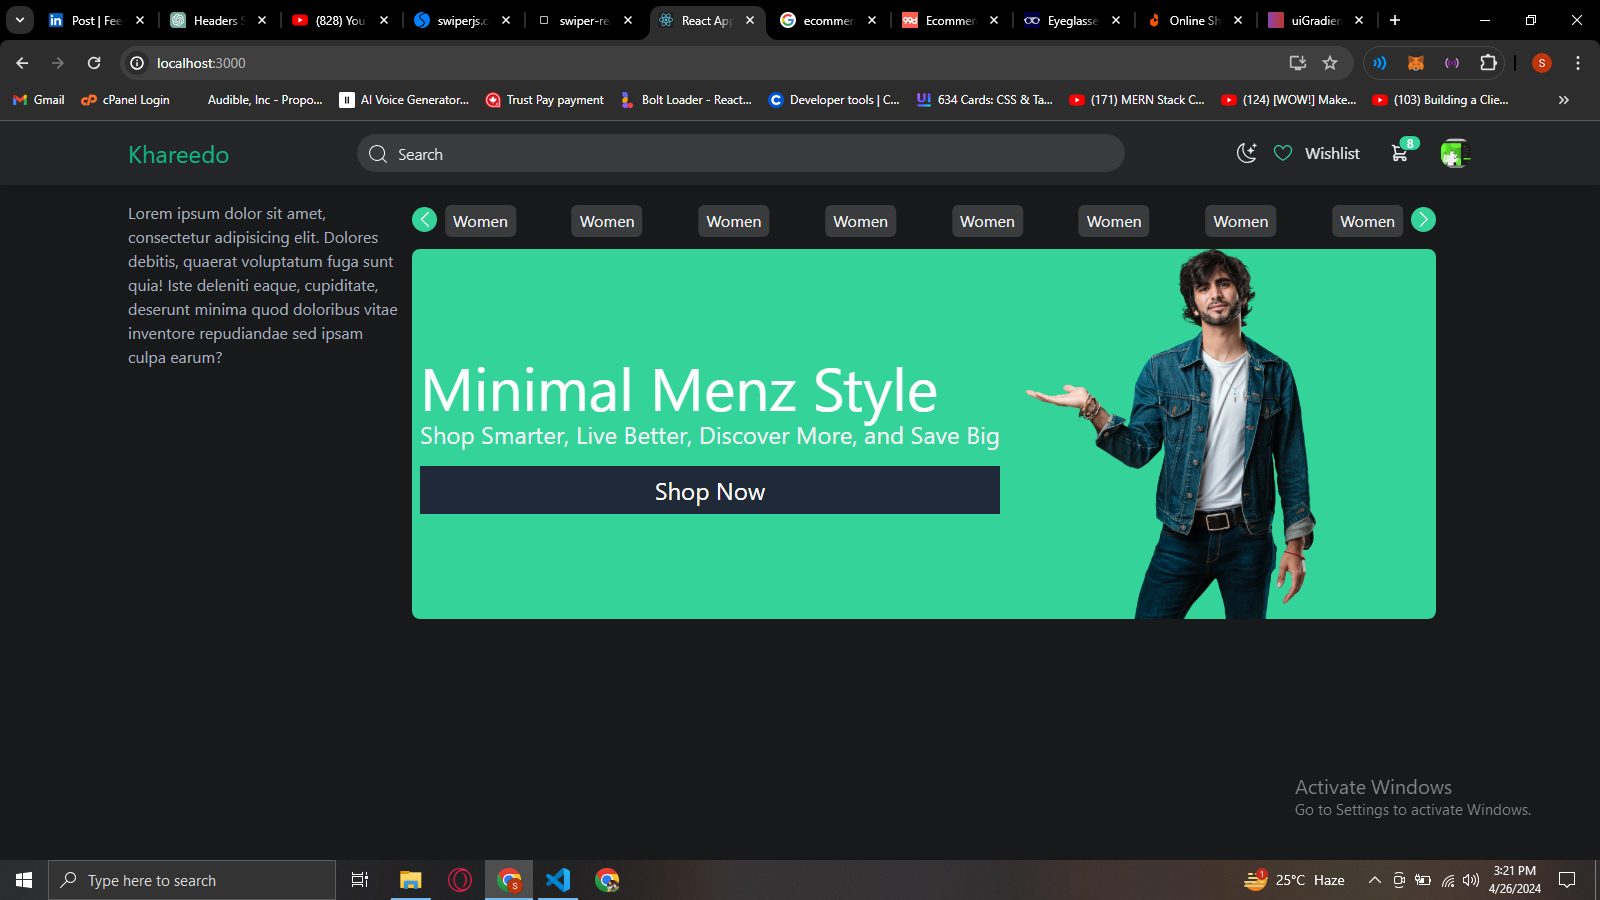 Post | Fee
Headers S
(828) You
swiperjs.c
swiper-re
React App
ecommer
Ecommer
Eyeglasse
Online Sh
uiGradien
localhost:3000
S
Gmail
cPanel Login
Audible, Inc - Propo...
AI Voice Generator...
Trust Pay payment
Bolt Loader - React...
Developer tools | C...
634 Cards: CSS & Ta...
(171) MERN Stack C...
(124) [WOW!] Make...
(103) Building a Clie...
Khareedo
Search
Wishlist
8
Lorem ipsum dolor sit amet,
consectetur adipisicing elit. Dolores
debitis, quaerat voluptatum fuga sunt
quia! Iste deleniti eaque, cupiditate,
deserunt minima quod doloribus vitae
inventore repudiandae sed ipsam
culpa earum?
Women
Women
Women
Women
Women
Women
Women
Women
Minimal Menz Style
Shop Smarter, Live Better, Discover More, and Save Big
Shop Now
Activate Windows
Go to Settings to activate Windows.
Type here to search
1
25°C Haze
3:21 PM
4/26/2024